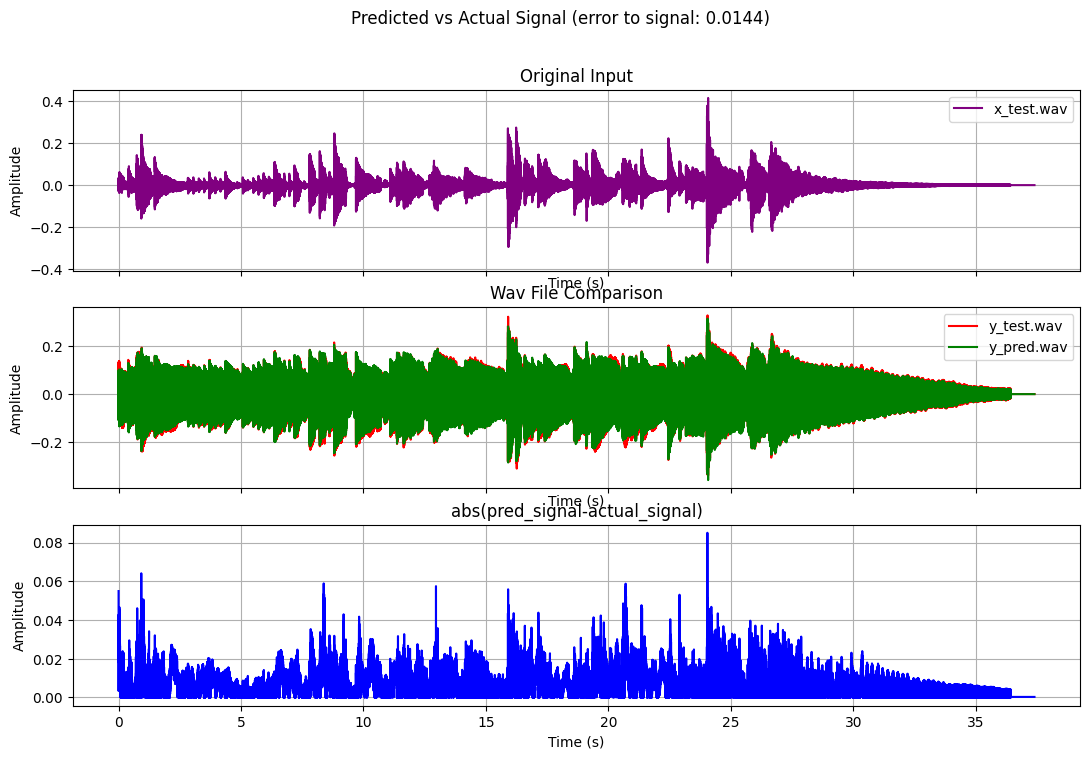 Predicted vs Actual Signal (error to signal: 0.0144)
Original Input
0.4
0.2
0.0
−0.2
−0.4
Amplitude
x_test.wav
Time (s)
Wav File Comparison
0.2
0.0
−0.2
Amplitude
y_test.wav
y_pred.wav
Time (s)
abs(pred_signal-actual_signal)
0.08
0.06
0.04
0.02
0.00
Amplitude
0 5 10 15 20 25 30 35
Time (s)